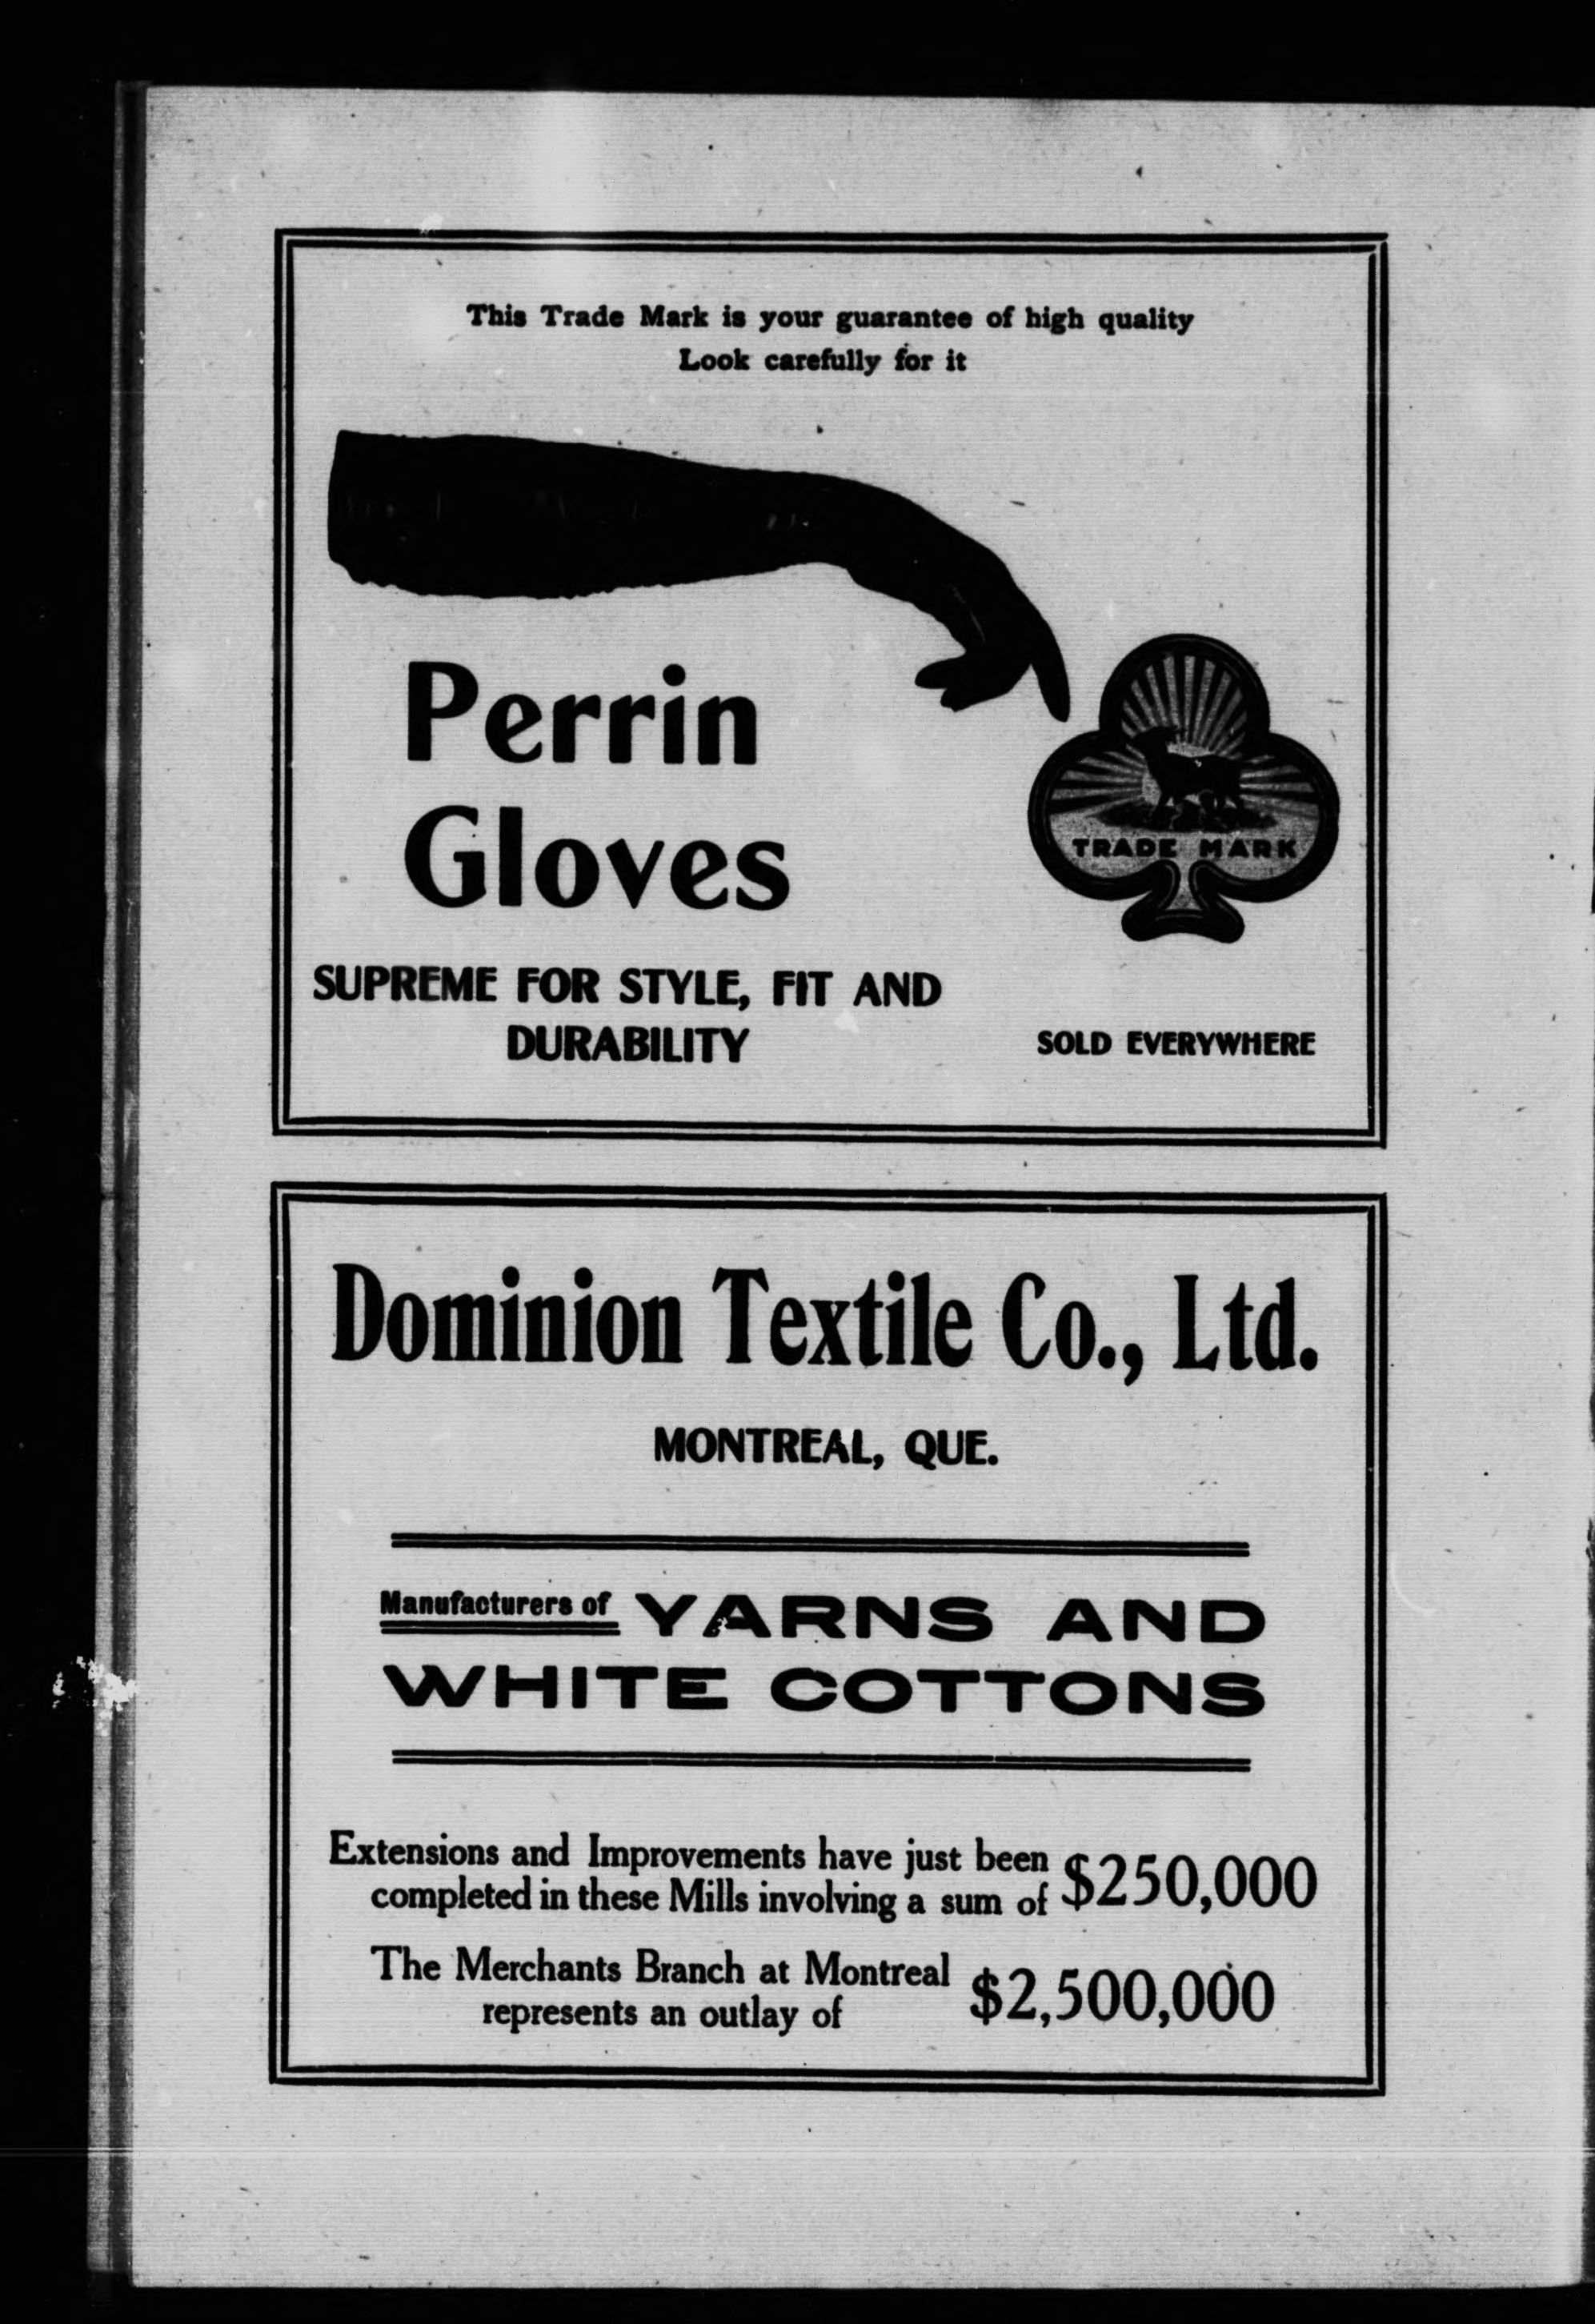 This Trade Mark is your guarantee of high quality
Look carefully for it
Perrin
Gloves
TRADE MARK
SUPREME FOR STYLE, FIT AND
DURABILITY
SOLD EVERYWHERE
Dominion Textile Co., Ltd.
MONTREAL, QUE.
Manufacturers of YARNS AND
WHITE COTTONS
Extensions and Improvements have just been
completed in these Mills involving a sum of $250,000
The Merchants Branch at Montreal
represents an outlay of $2,500,000